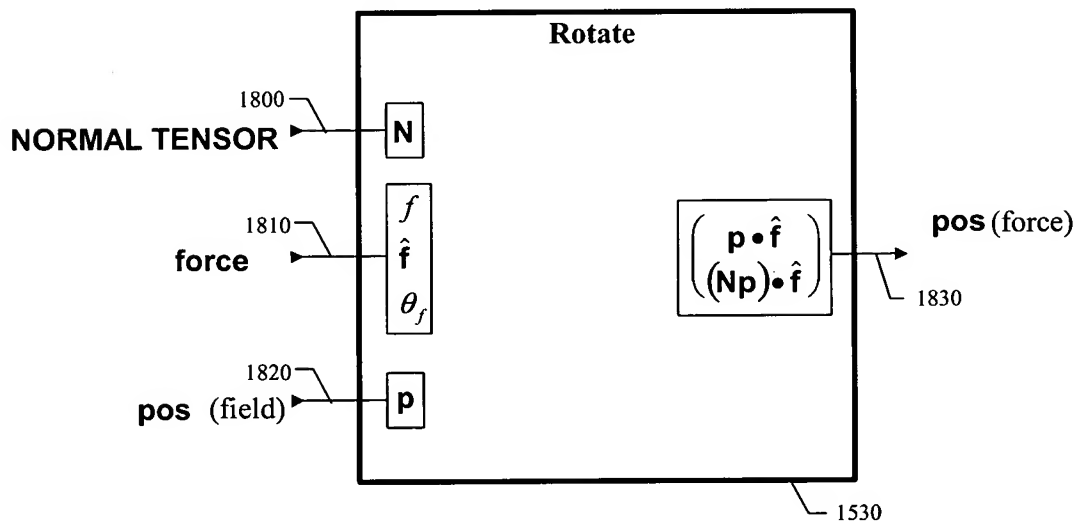 Rotate
1800
NORMAL TENSOR
N
1810
force
f
f̂
θ_f
1820
pos (field)
p
p • f̂
(Np) • f̂
pos (force)
1830
1530